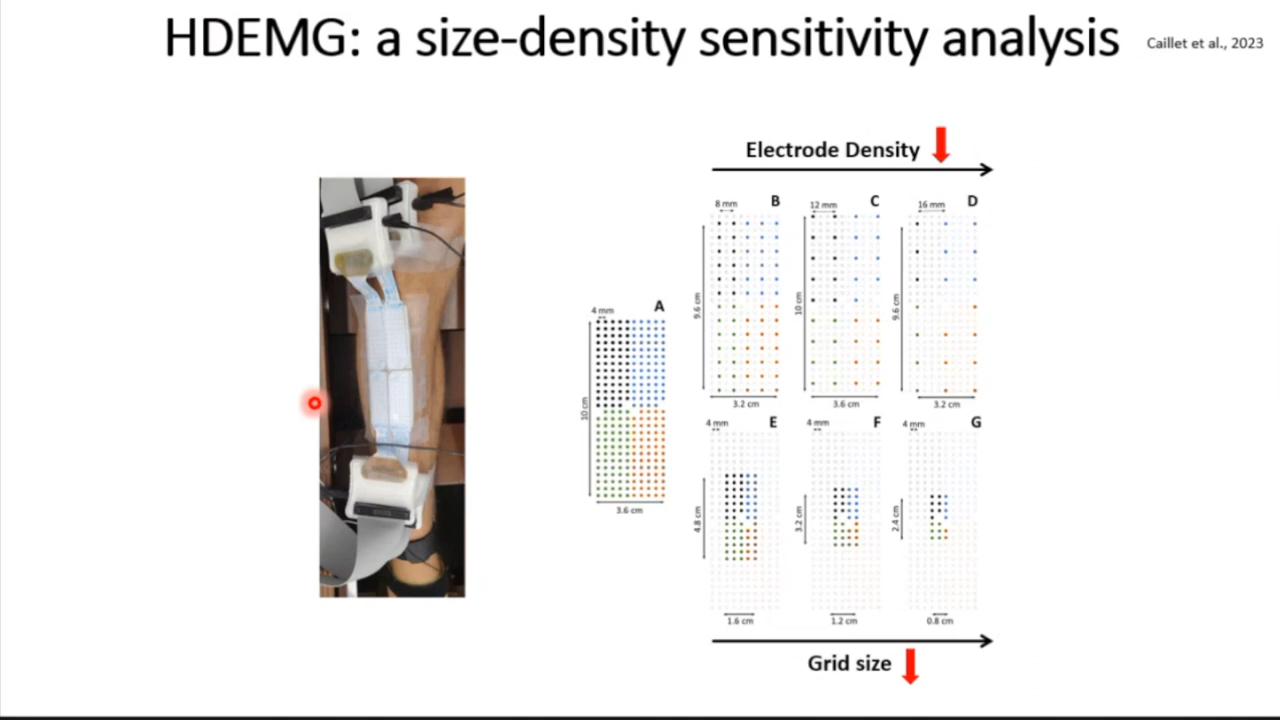 HDEMG: a size-density sensitivity analysis
Caillet et al., 2023
Electrode Density
8 mm
B
12 mm
C
16 mm
D
9.6 cm
10 cm
9.6 cm
3.2 cm
3.6 cm
3.2 cm
4 mm
A
10 cm
3.6 cm
4 mm
E
4 mm
F
4 mm
G
4.8 cm
3.2 cm
2.4 cm
1.6 cm
1.2 cm
0.8 cm
Grid size